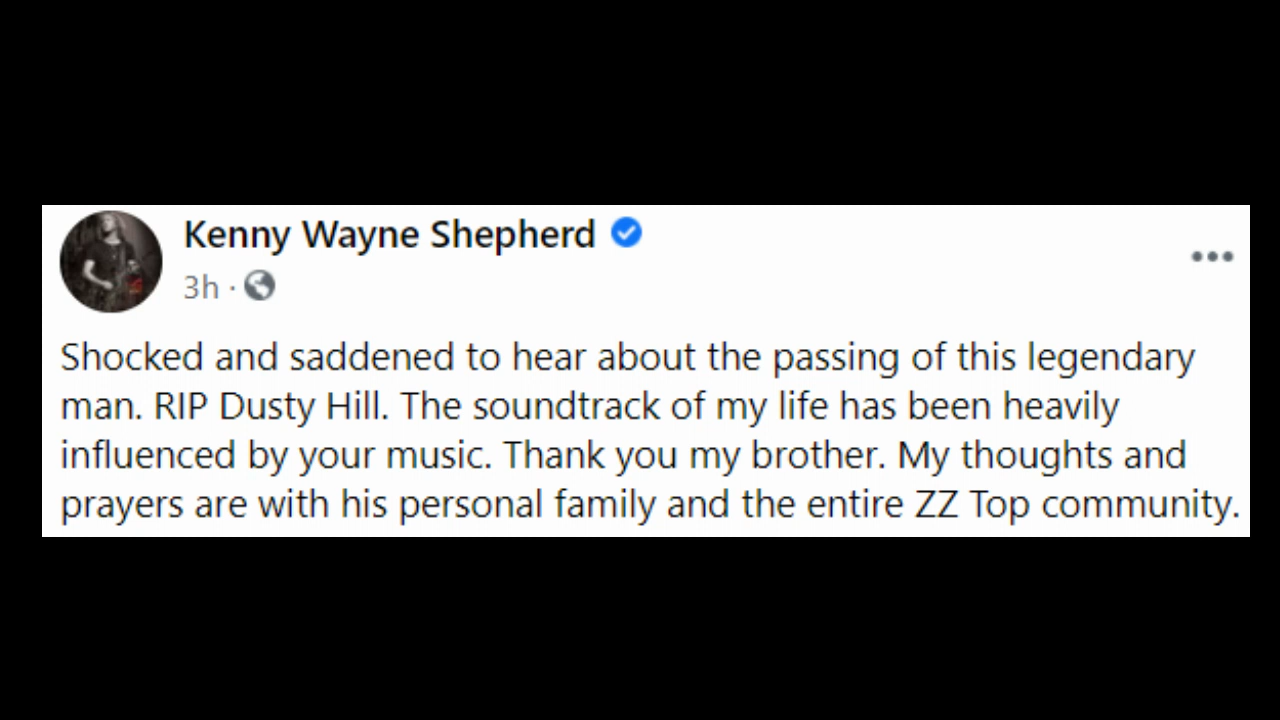 Kenny Wayne Shepherd
3h ·
Shocked and saddened to hear about the passing of this legendary
man. RIP Dusty Hill. The soundtrack of my life has been heavily
influenced by your music. Thank you my brother. My thoughts and
prayers are with his personal family and the entire ZZ Top community.